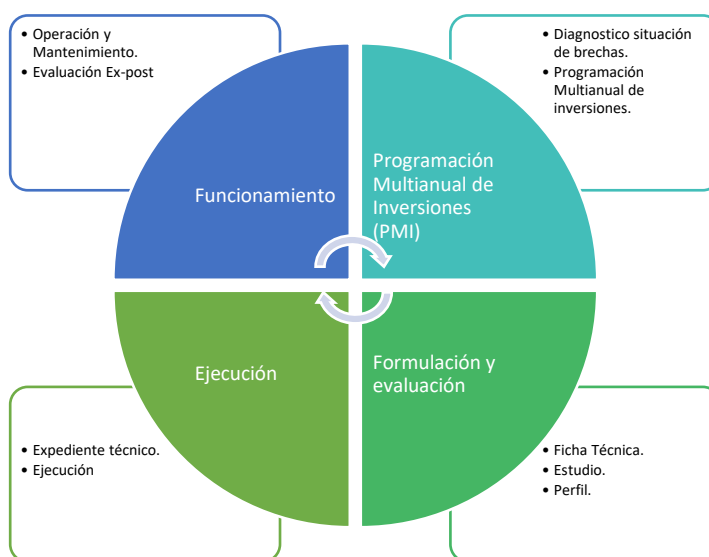 • Operación y
Mantenimiento.
• Evaluación Ex-post
• Diagnostico situación
de brechas.
• Programación
Multianual de
inversiones.
Funcionamiento
Programación
Multianual de
Inversiones
(PMI)
Ejecución
Formulación y
evaluación
• Expediente técnico.
• Ejecución
• Ficha Técnica.
• Estudio.
• Perfil.